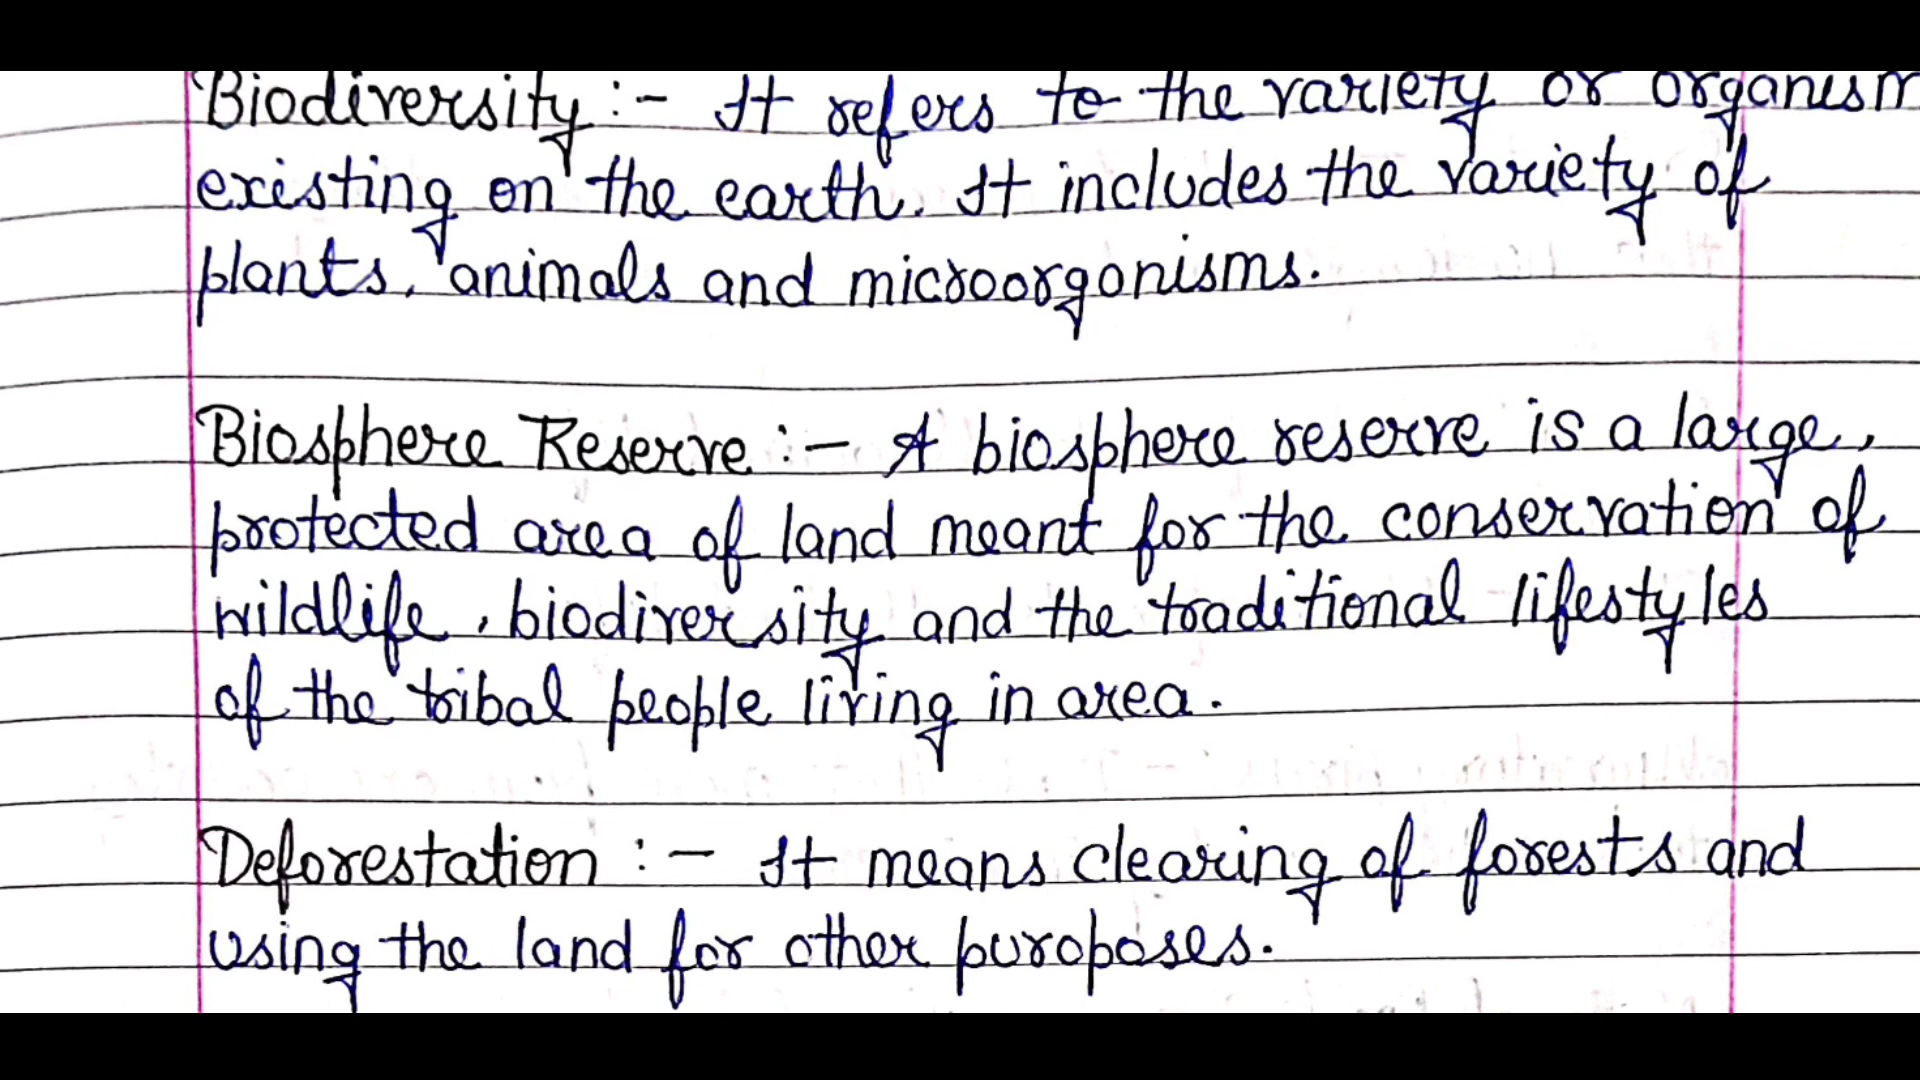 Biodiversity :- It refers to the variety or organism
existing on the earth. It includes the variety of
plants, animals and microorganisms.
Biosphere Reserve :- A biosphere reserve is a large,
protected area of land meant for the conservation of
wildlife, biodiversity and the traditional lifestyles
of the tribal people living in area.
Deforestation :- It means clearing of forests and
using the land for other puropases.